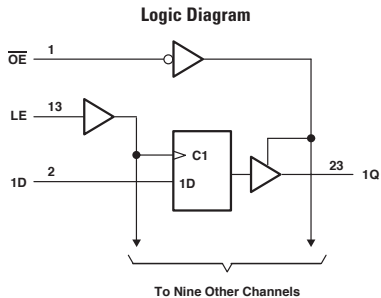 Logic Diagram
OE 1
LE 13
C1
1D 2 1D 23 1Q
To Nine Other Channels